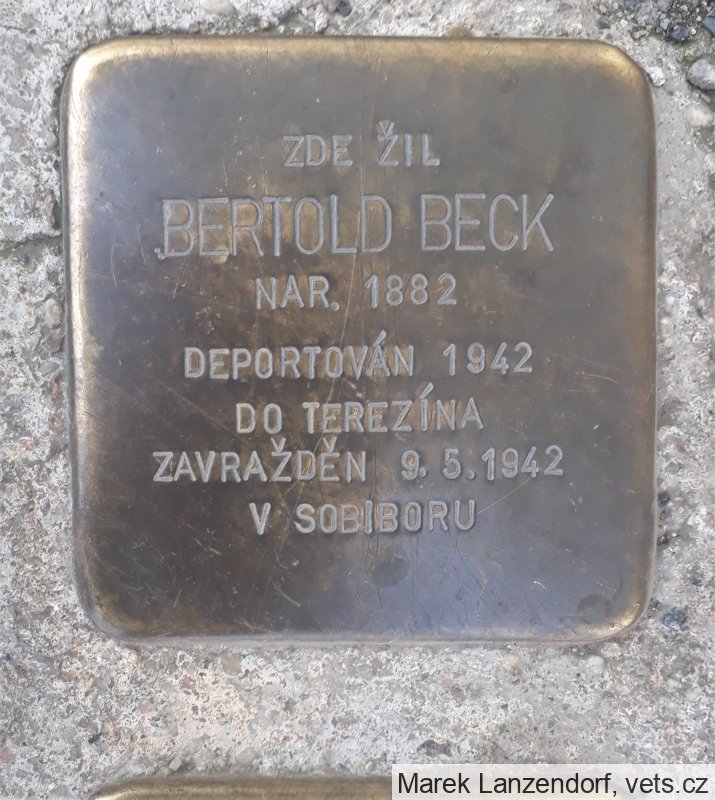 ZDE ŽIL
BERTOLD BECK
NAR. 1882
DEPORTOVÁN 1942
DO TEREZÍNA
ZAVRAŽDĚN 9.5.1942
V SOBIBORU
Marek Lanzendorf, vets.cz